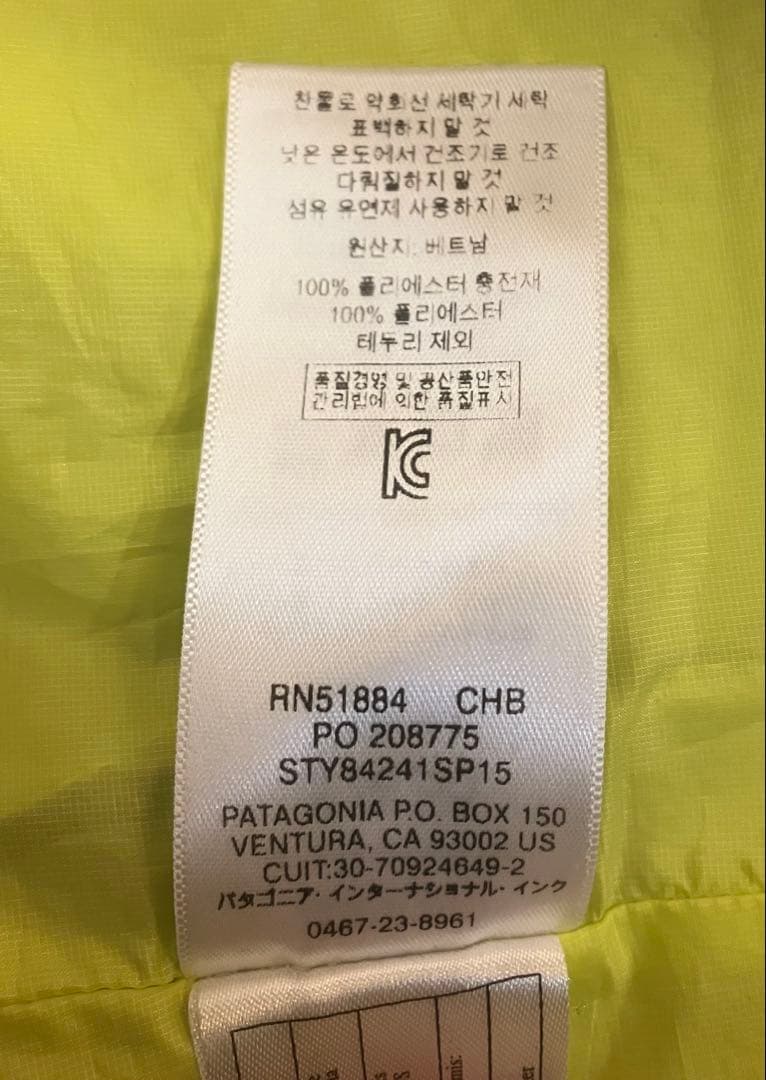 찬물로 약회선 세탁기 세탁
표백하지 말 것
낮은 온도에서 건조기로 건조
다림질하지 말 것
섬유 유연제 사용하지 말 것
원산지: 베트남
100% 폴리에스터 충전재
100% 폴리에스터
테두리 제외
품질경영 및 공산품안전
관리법에 의한 품질표시
KC
RN51884 CHB
PO 208775
STY84241SP15
PATAGONIA P.O. BOX 150
VENTURA, CA 93002 US
CUIT:30-70924649-2
パタゴニア・インターナショナル・インク
0467-23-8961